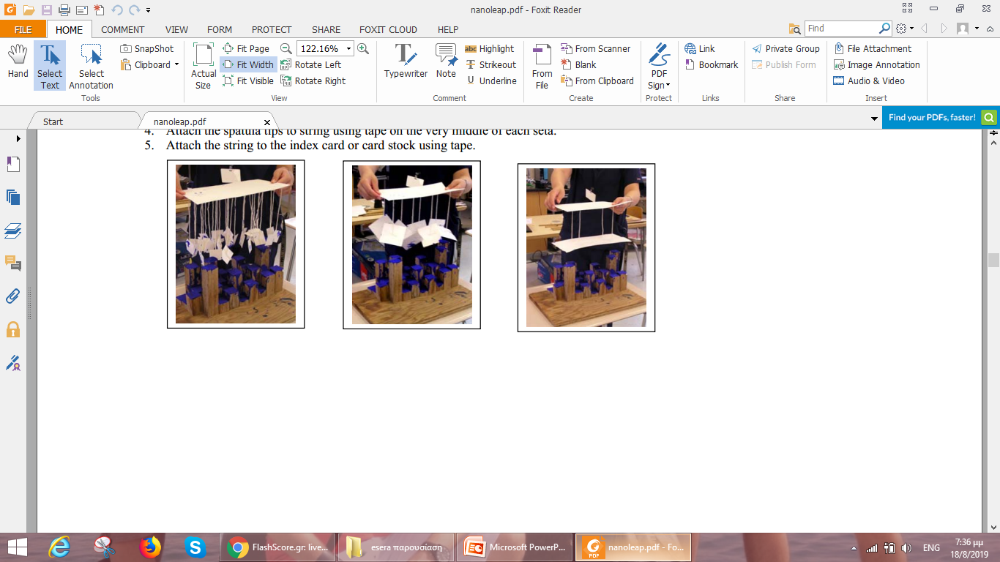 nanoleap.pdf - Foxit Reader
FILE HOME COMMENT VIEW FORM PROTECT SHARE FOXIT CLOUD HELP
Find
Hand
Select Text
Select Annotation
SnapShot
Clipboard
Tools
Actual Size
Fit Page
Fit Width
Fit Visible
122.16%
Rotate Left
Rotate Right
View
Typewriter
Note
abc Highlight
Strikeout
U Underline
Comment
From File
From Scanner
Blank
From Clipboard
Create
PDF Sign
Protect
Link
Bookmark
Links
Private Group
Publish Form
Share
File Attachment
Image Annotation
Audio & Video
Insert
Start
nanoleap.pdf
Find your PDFs, faster!
4. Attach the spatula tips to string using tape on the very middle of each seta.
5. Attach the string to the index card or card stock using tape.
FlashScore.gr: live...
esera παρουσίαση
Microsoft PowerP...
PDF
nanoleap.pdf - Fo...
ENG
7:36 μμ
18/8/2019